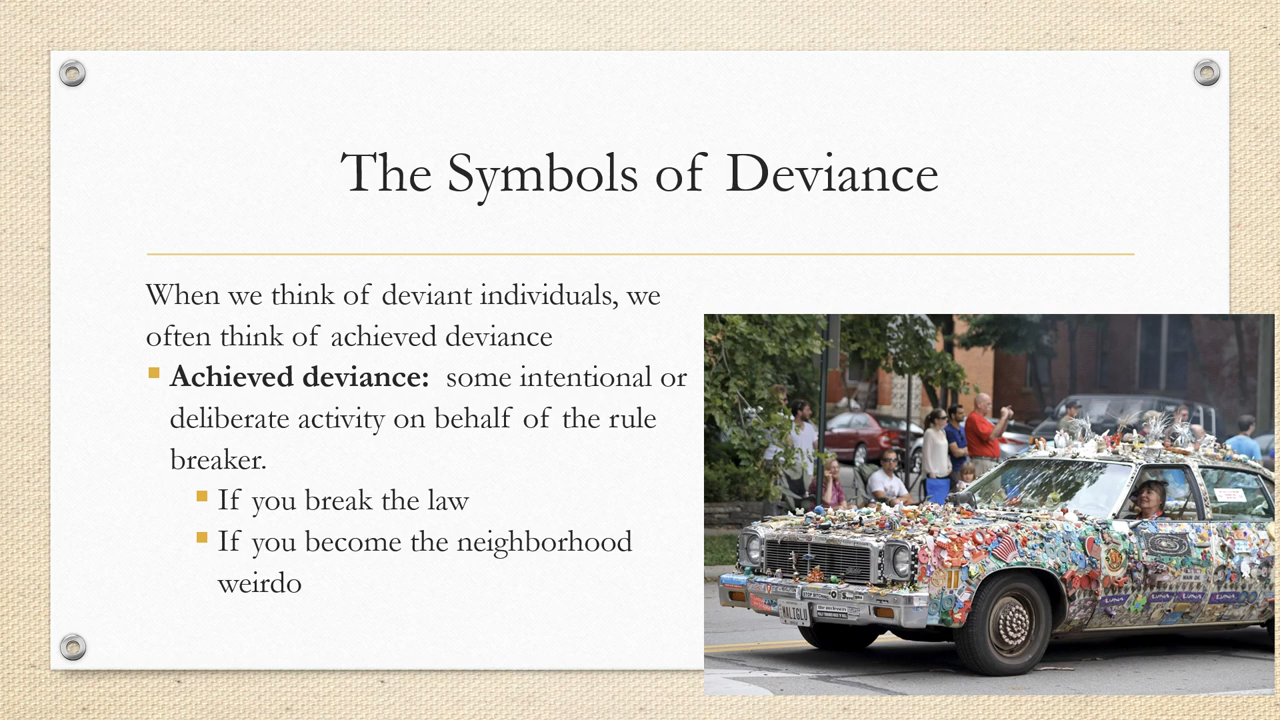 The Symbols of Deviance
When we think of deviant individuals, we
often think of achieved deviance
Achieved deviance: some intentional or
deliberate activity on behalf of the rule
breaker.
If you break the law
If you become the neighborhood
weirdo
MALIGLU